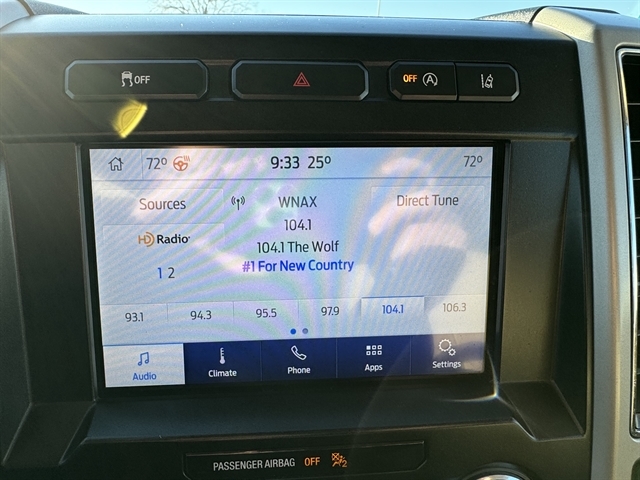 OFF
OFF A
72° 9:33 25° 72°
Sources WNAX Direct Tune
104.1
HD Radio 104.1 The Wolf
#1 For New Country
1 2
93.1 94.3 95.5 97.9 104.1 106.3
Audio Climate Phone Apps Settings
PASSENGER AIRBAG OFF 2